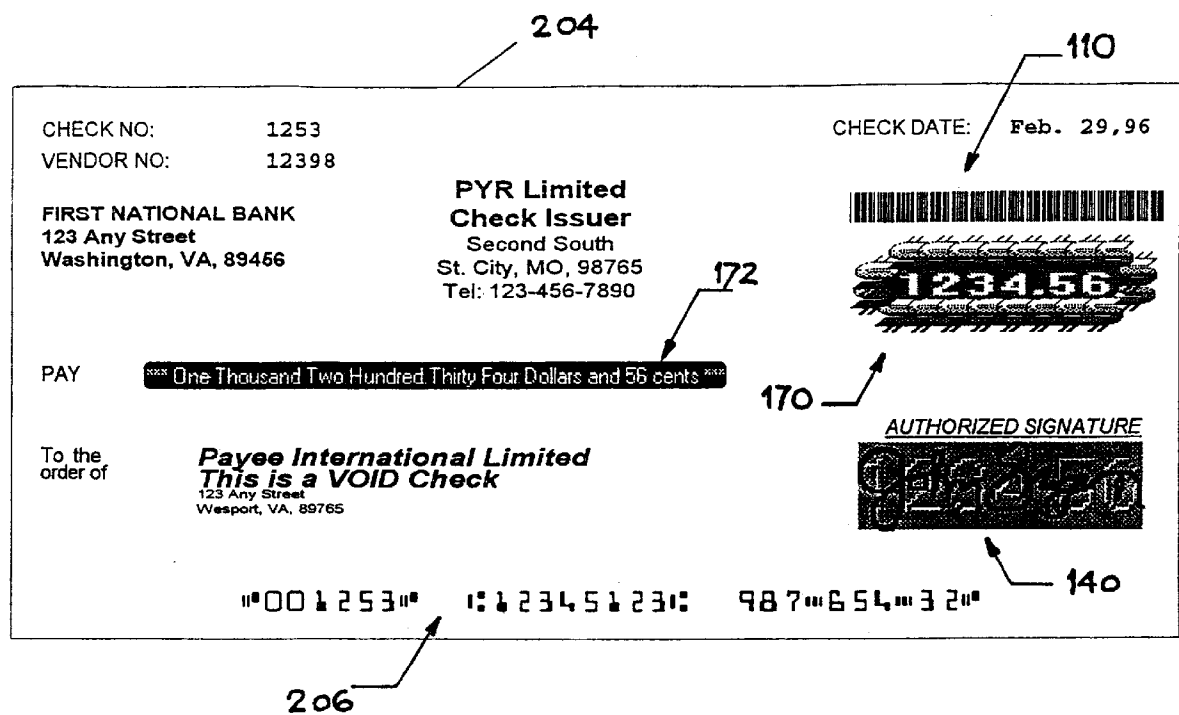 204
110
CHECK NO: 1253
CHECK DATE: Feb. 29,96
VENDOR NO: 12398
PYR Limited
Check Issuer
Second South
St. City, MO, 98765
Tel: 123-456-7890
FIRST NATIONAL BANK
123 Any Street
Washington, VA, 89466
1234.56
172
170
PAY *** One Thousand Two Hundred Thirty Four Dollars and 56 cents ***
AUTHORIZED SIGNATURE
To the
order of
Payee International Limited
This is a VOID Check
123 Any Street
Wesport, VA, 89765
140
⑈001253⑈ ⑆12345123⑆ 987⑉654⑉32⑈
206